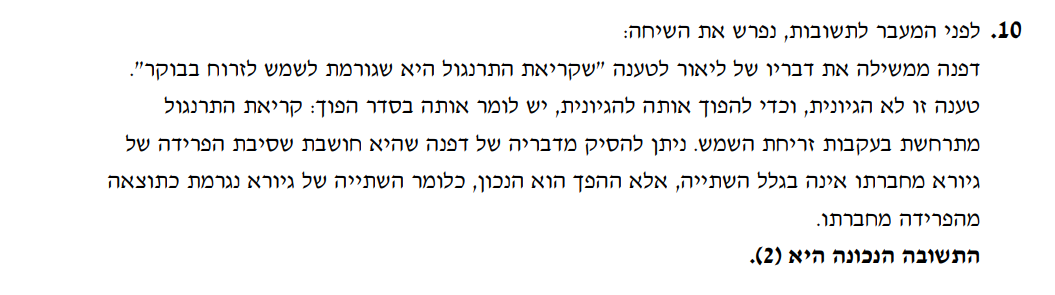 10. לפני המעבר לתשובות, נפרש את השיחה:
דפנה ממשילה את דבריו של ליאור לטענה "שקריאת התרנגול היא שגורמת לשמש לזרוח בבוקר".
טענה זו לא הגיונית, וכדי להפוך אותה להגיונית, יש לומר אותה בסדר הפוך: קריאת התרנגול
מתרחשת בעקבות זריחת השמש. ניתן להסיק מדבריה של דפנה שהיא חושבת שסיבת הפרידה של
גיורא מחברתו אינה בגלל השתייה, אלא ההפך הוא הנכון, כלומר השתייה של גיורא נגרמת כתוצאה
מהפרידה מחברתו.
התשובה הנכונה היא (2).